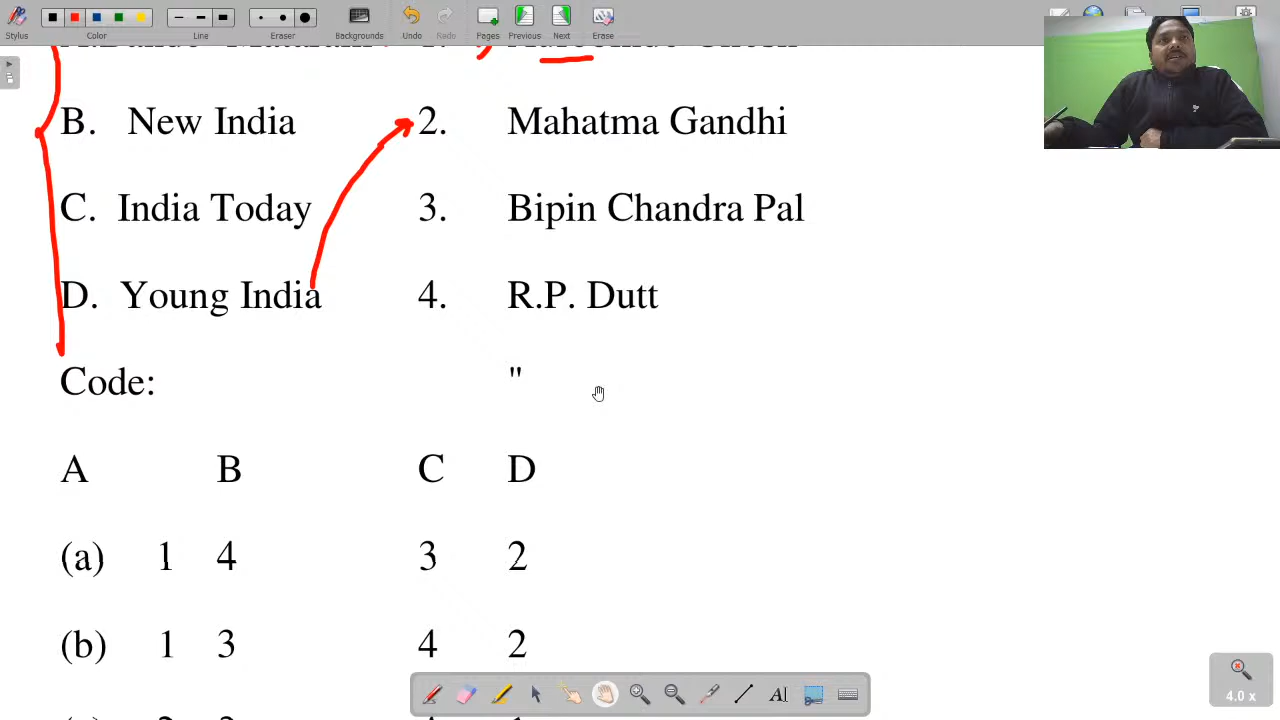 Stylus Color Line Eraser Backgrounds Undo Redo Pages Previous Next Erase
B. New India 2. Mahatma Gandhi
C. India Today 3. Bipin Chandra Pal
D. Young India 4. R.P. Dutt
Code: "
A B C D
(a) 1 4 3 2
(b) 1 3 4 2
4.0 x